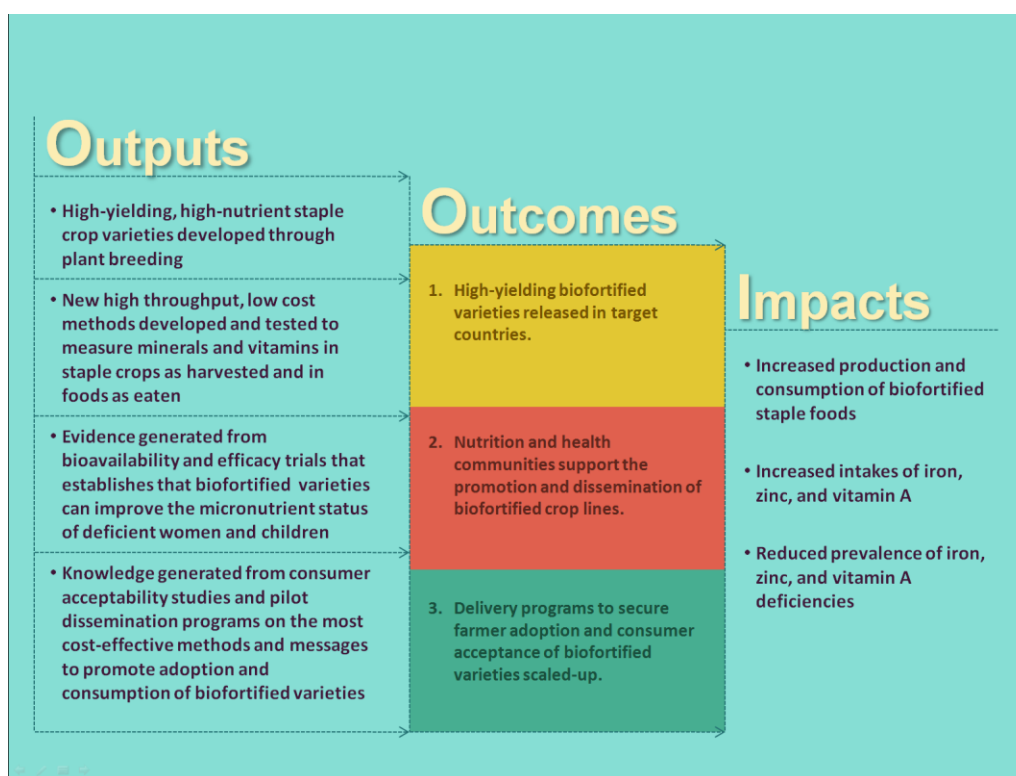 Outputs
• High-yielding, high-nutrient staple
crop varieties developed through
plant breeding
• New high throughput, low cost
methods developed and tested to
measure minerals and vitamins in
staple crops as harvested and in
foods as eaten
• Evidence generated from
bioavailability and efficacy trials that
establishes that biofortified varieties
can improve the micronutrient status
of deficient women and children
• Knowledge generated from consumer
acceptability studies and pilot
dissemination programs on the most
cost-effective methods and messages
to promote adoption and
consumption of biofortified varieties
Outcomes
1. High-yielding biofortified
varieties released in target
countries.
2. Nutrition and health
communities support the
promotion and dissemination of
biofortified crop lines.
3. Delivery programs to secure
farmer adoption and consumer
acceptance of biofortified
varieties scaled-up.
Impacts
• Increased production and
consumption of biofortified
staple foods
• Increased intakes of iron,
zinc, and vitamin A
• Reduced prevalence of iron,
zinc, and vitamin A
deficiencies